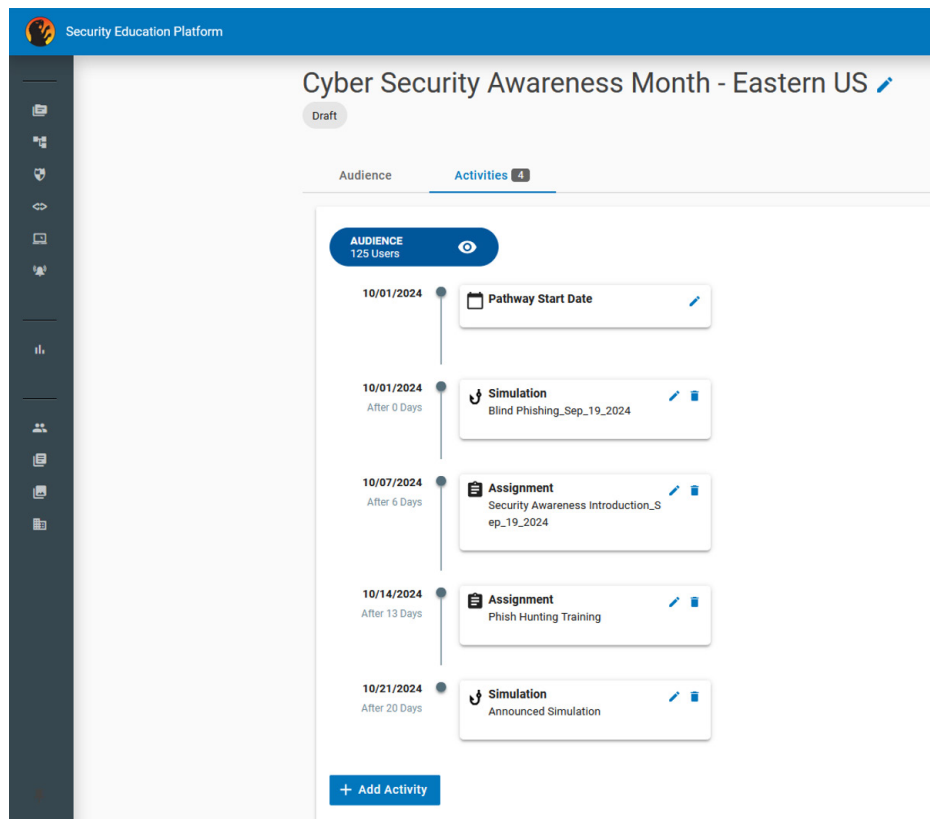 Security Education Platform
Cyber Security Awareness Month - Eastern US
Draft
Audience
Activities 4
AUDIENCE
125 Users
10/01/2024
Pathway Start Date
10/01/2024
After 0 Days
Simulation
Blind Phishing_Sep_19_2024
10/07/2024
After 6 Days
Assignment
Security Awareness Introduction_S
ep_19_2024
10/14/2024
After 13 Days
Assignment
Phish Hunting Training
10/21/2024
After 20 Days
Simulation
Announced Simulation
+ Add Activity